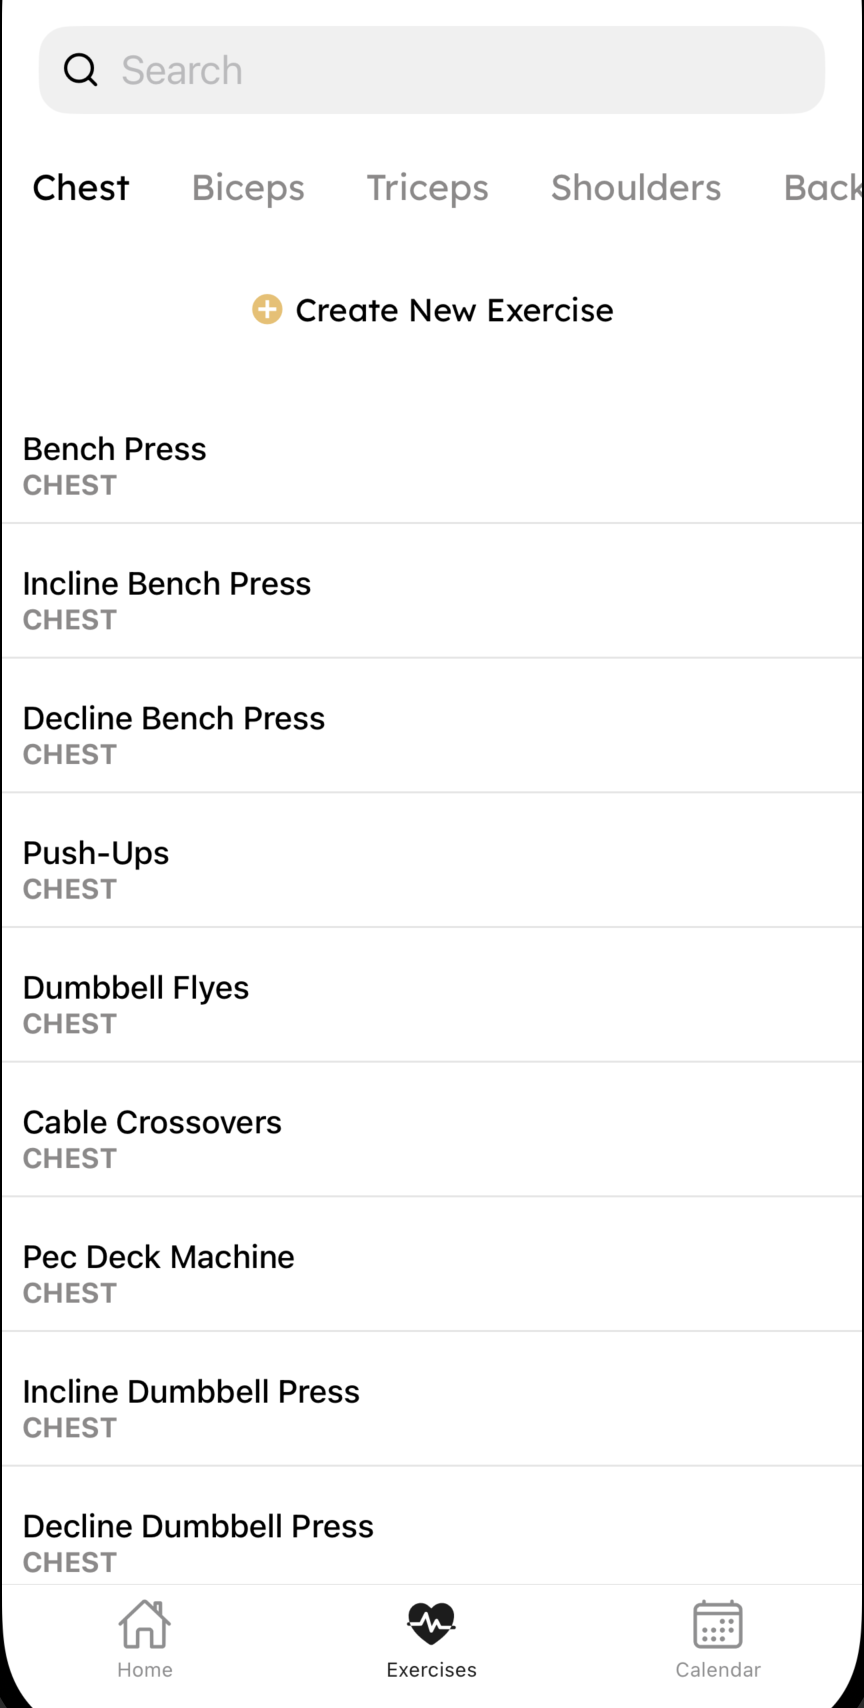 Search
Chest Biceps Triceps Shoulders Back
Create New Exercise
Bench Press
CHEST
Incline Bench Press
CHEST
Decline Bench Press
CHEST
Push-Ups
CHEST
Dumbbell Flyes
CHEST
Cable Crossovers
CHEST
Pec Deck Machine
CHEST
Incline Dumbbell Press
CHEST
Decline Dumbbell Press
CHEST
Home Exercises Calendar